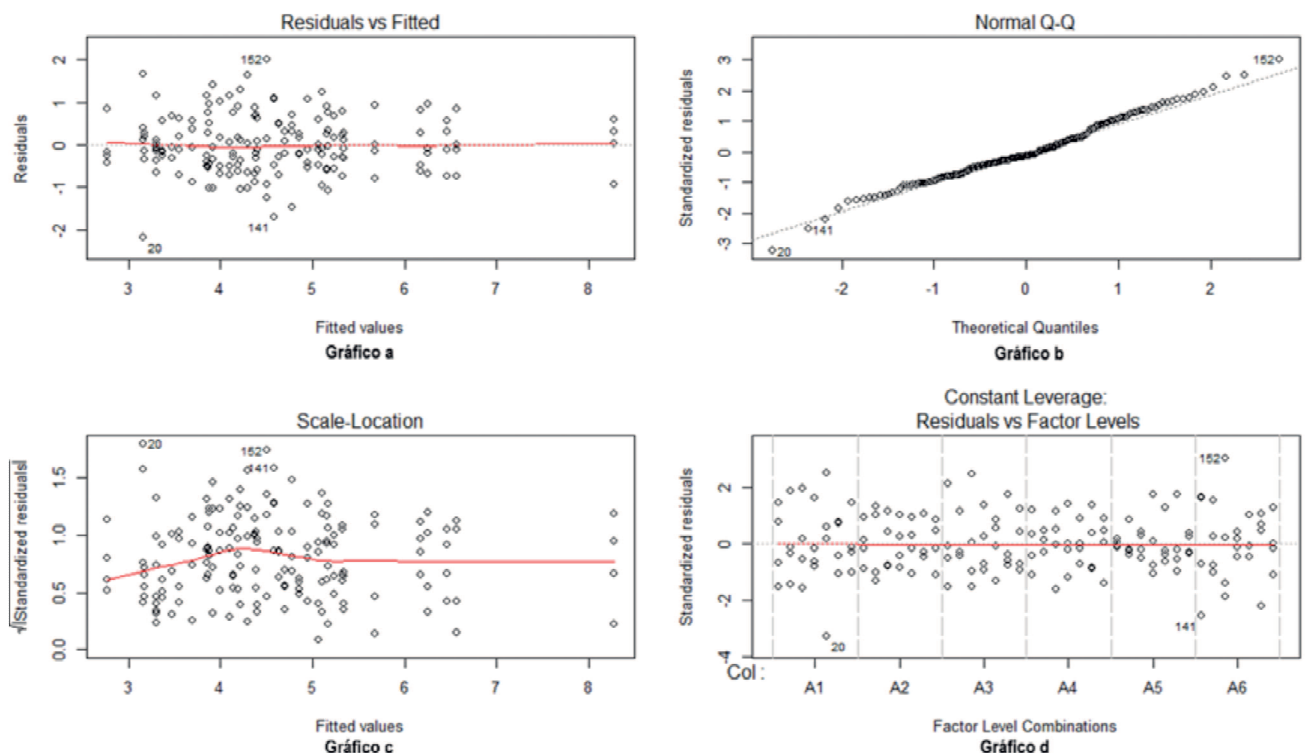 Residuals vs Fitted
Residuals
2
1
0
-1
-2
152
141
20
3 4 5 6 7 8
Fitted values
Gráfico a
Normal Q-Q
Standardized residuals
3
2
1
0
-1
-2
-3
152
141
20
-2 -1 0 1 2
Theoretical Quantiles
Gráfico b
Scale-Location
√|Standardized residuals|
1.5
1.0
0.5
0.0
20
152
141
3 4 5 6 7 8
Fitted values
Gráfico c
Constant Leverage:
Residuals vs Factor Levels
Standardized residuals
2
0
-2
-4
152
141
20
Col :
A1 A2 A3 A4 A5 A6
Factor Level Combinations
Gráfico d